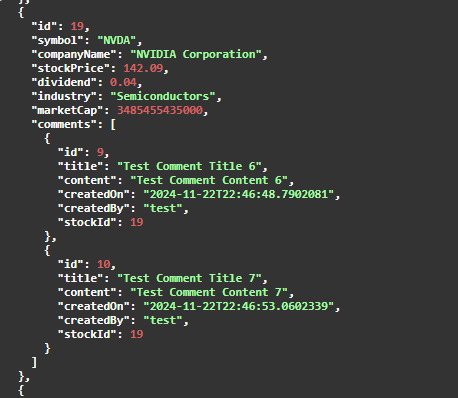 },
{
"id": 19,
"symbol": "NVDA",
"companyName": "NVIDIA Corporation",
"stockPrice": 142.09,
"dividend": 0.04,
"industry": "Semiconductors",
"marketCap": 3485455435000,
"comments": [
{
"id": 9,
"title": "Test Comment Title 6",
"content": "Test Comment Content 6",
"createdOn": "2024-11-22T22:46:48.7902081",
"createdBy": "test",
"stockId": 19
},
{
"id": 10,
"title": "Test Comment Title 7",
"content": "Test Comment Content 7",
"createdOn": "2024-11-22T22:46:53.0602339",
"createdBy": "test",
"stockId": 19
}
]
},
{